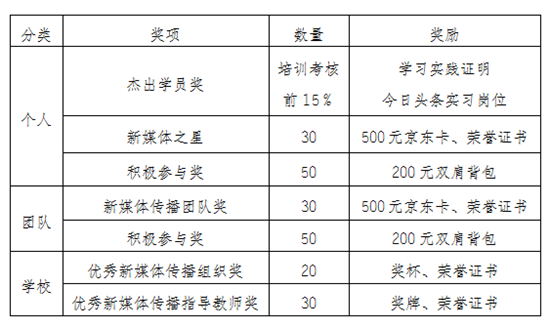 分类 奖项 数量 奖励
个人 杰出学员奖 培训考核 学习实践证明
前15% 今日头条实习岗位
新媒体之星 30 500元京东卡、荣誉证书
积极参与奖 50 200元双肩背包
团队 新媒体传播团队奖 30 500元京东卡、荣誉证书
积极参与奖 50 200元双肩背包
学校 优秀新媒体传播组织奖 20 奖杯、荣誉证书
优秀新媒体传播指导教师奖 30 奖牌、荣誉证书